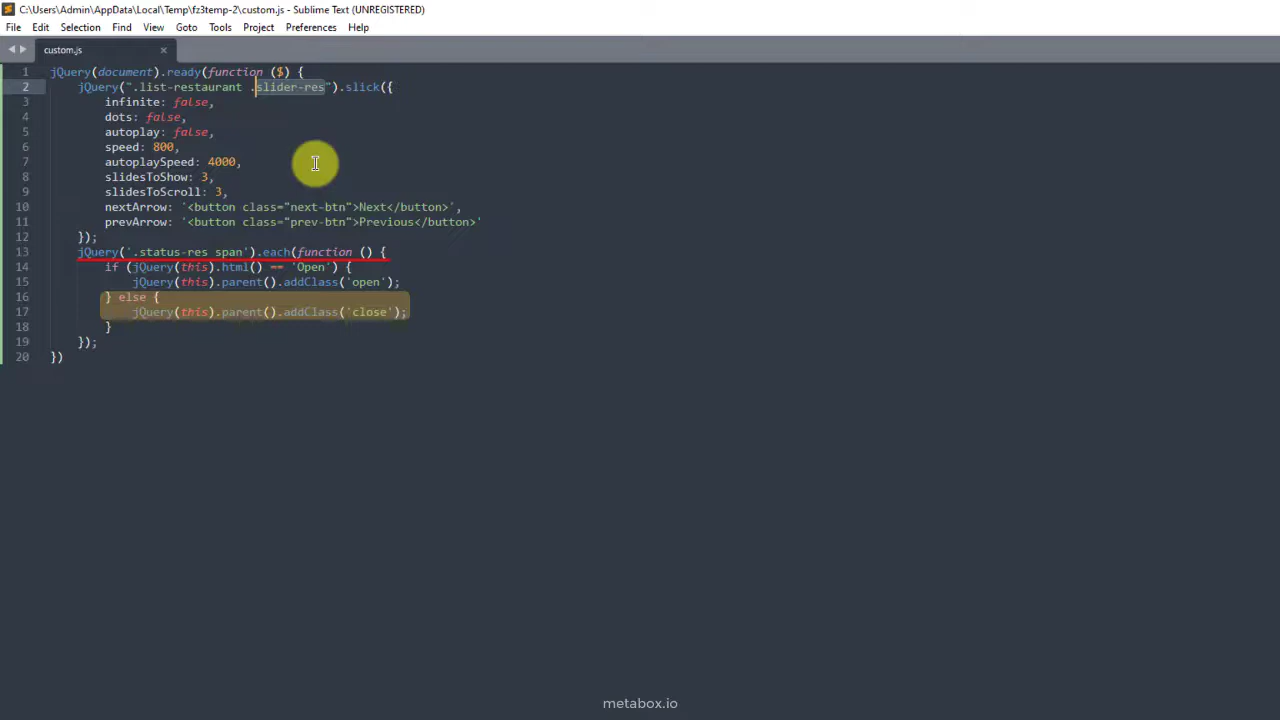 C:\Users\Admin\AppData\Local\Temp\fz3temp-2\custom.js - Sublime Text (UNREGISTERED)
File Edit Selection Find View Goto Tools Project Preferences Help
custom.js ×
1 jQuery(document).ready(function ($) {
2 jQuery(".list-restaurant .slider-res").slick({
3 infinite: false,
4 dots: false,
5 autoplay: false,
6 speed: 800,
7 autoplaySpeed: 4000,
8 slidesToShow: 3,
9 slidesToScroll: 3,
10 nextArrow: '<button class="next-btn">Next</button>',
11 prevArrow: '<button class="prev-btn">Previous</button>'
12 });
13 jQuery('.status-res span').each(function () {
14 if (jQuery(this).html() == 'Open') {
15 jQuery(this).parent().addClass('open');
16 } else {
17 jQuery(this).parent().addClass('close');
18 }
19 });
20 })
metabox.io